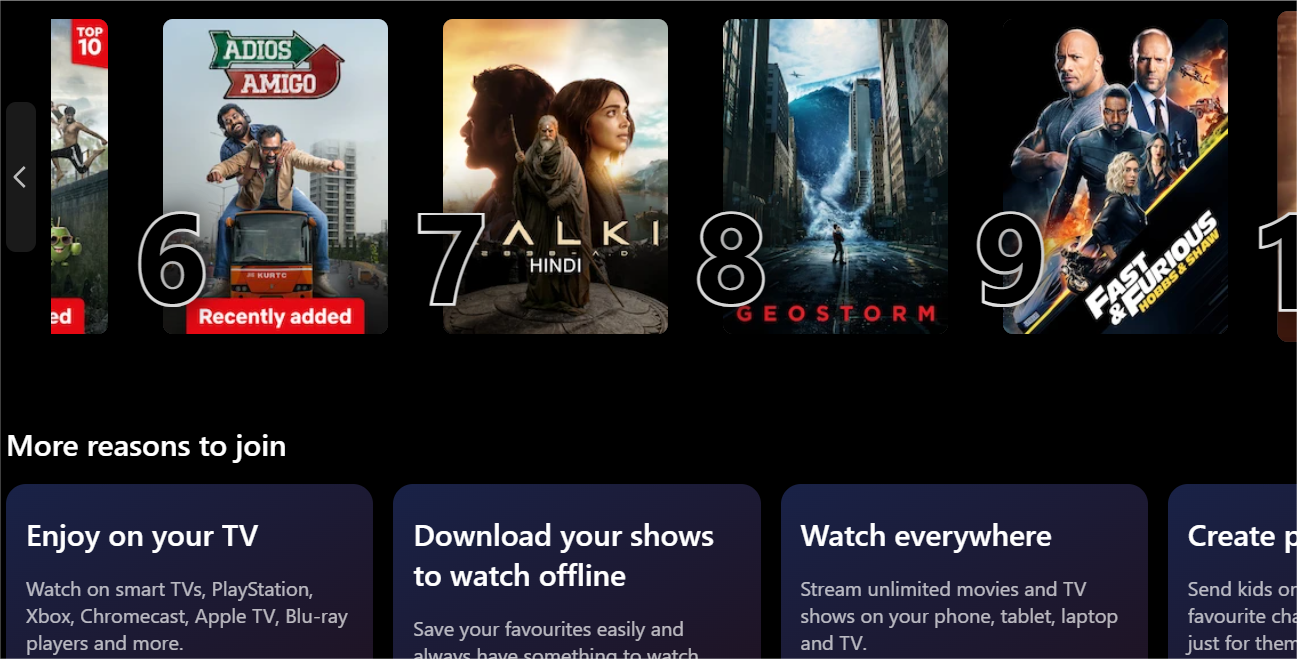 TOP
10
ed
6
ADIOS
AMIGO
KURTC
Recently added
7
ALKI
2898-A.D
HINDI
8
GEOSTORM
9
FAST
& FURIOUS
HOBBS & SHAW
1
More reasons to join
Enjoy on your TV
Watch on smart TVs, PlayStation,
Xbox, Chromecast, Apple TV, Blu-ray
players and more.
Download your shows
to watch offline
Save your favourites easily and
always have something to watch
Watch everywhere
Stream unlimited movies and TV
shows on your phone, tablet, laptop
and TV.
Create p
Send kids on
favourite cha
just for them